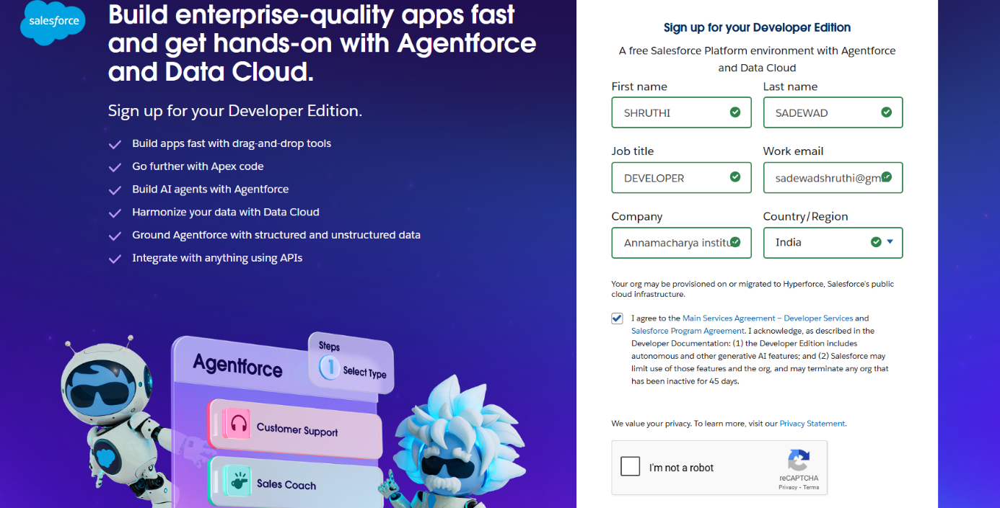 salesforce
Build enterprise-quality apps fast
and get hands-on with Agentforce
and Data Cloud.
Sign up for your Developer Edition.
Build apps fast with drag-and-drop tools
Go further with Apex code
Build AI agents with Agentforce
Harmonize your data with Data Cloud
Ground Agentforce with structured and unstructured data
Integrate with anything using APIs
Agentforce
Steps
1 Select Type
Customer Support
Sales Coach
Sign up for your Developer Edition
A free Salesforce Platform environment with Agentforce
and Data Cloud
First name Last name
SHRUTHI SADEWAD
Job title Work email
DEVELOPER sadewadshruthi@gm
Company Country/Region
Annamacharya institu India
Your org may be provisioned on or migrated to Hyperforce, Salesforce's public
cloud infrastructure.
I agree to the Main Services Agreement – Developer Services and
Salesforce Program Agreement. I acknowledge, as described in the
Developer Documentation: (1) the Developer Edition includes
autonomous and other generative AI features; and (2) Salesforce may
limit use of those features and the org, and may terminate any org that
has been inactive for 45 days.
We value your privacy. To learn more, visit our Privacy Statement.
I'm not a robot
reCAPTCHA
Privacy - Terms